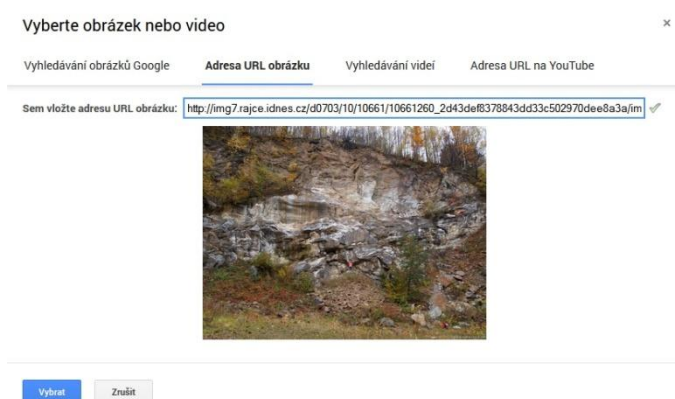 Vyberte obrázek nebo video
×
Vyhledávání obrázků Google Adresa URL obrázku Vyhledávání videí Adresa URL na YouTube
Sem vložte adresu URL obrázku: http://img7.rajce.idnes.cz/d0703/10/10661/10661260_2d43def8378843dd33c502970dee8a3a/im
Vybrat Zrušit